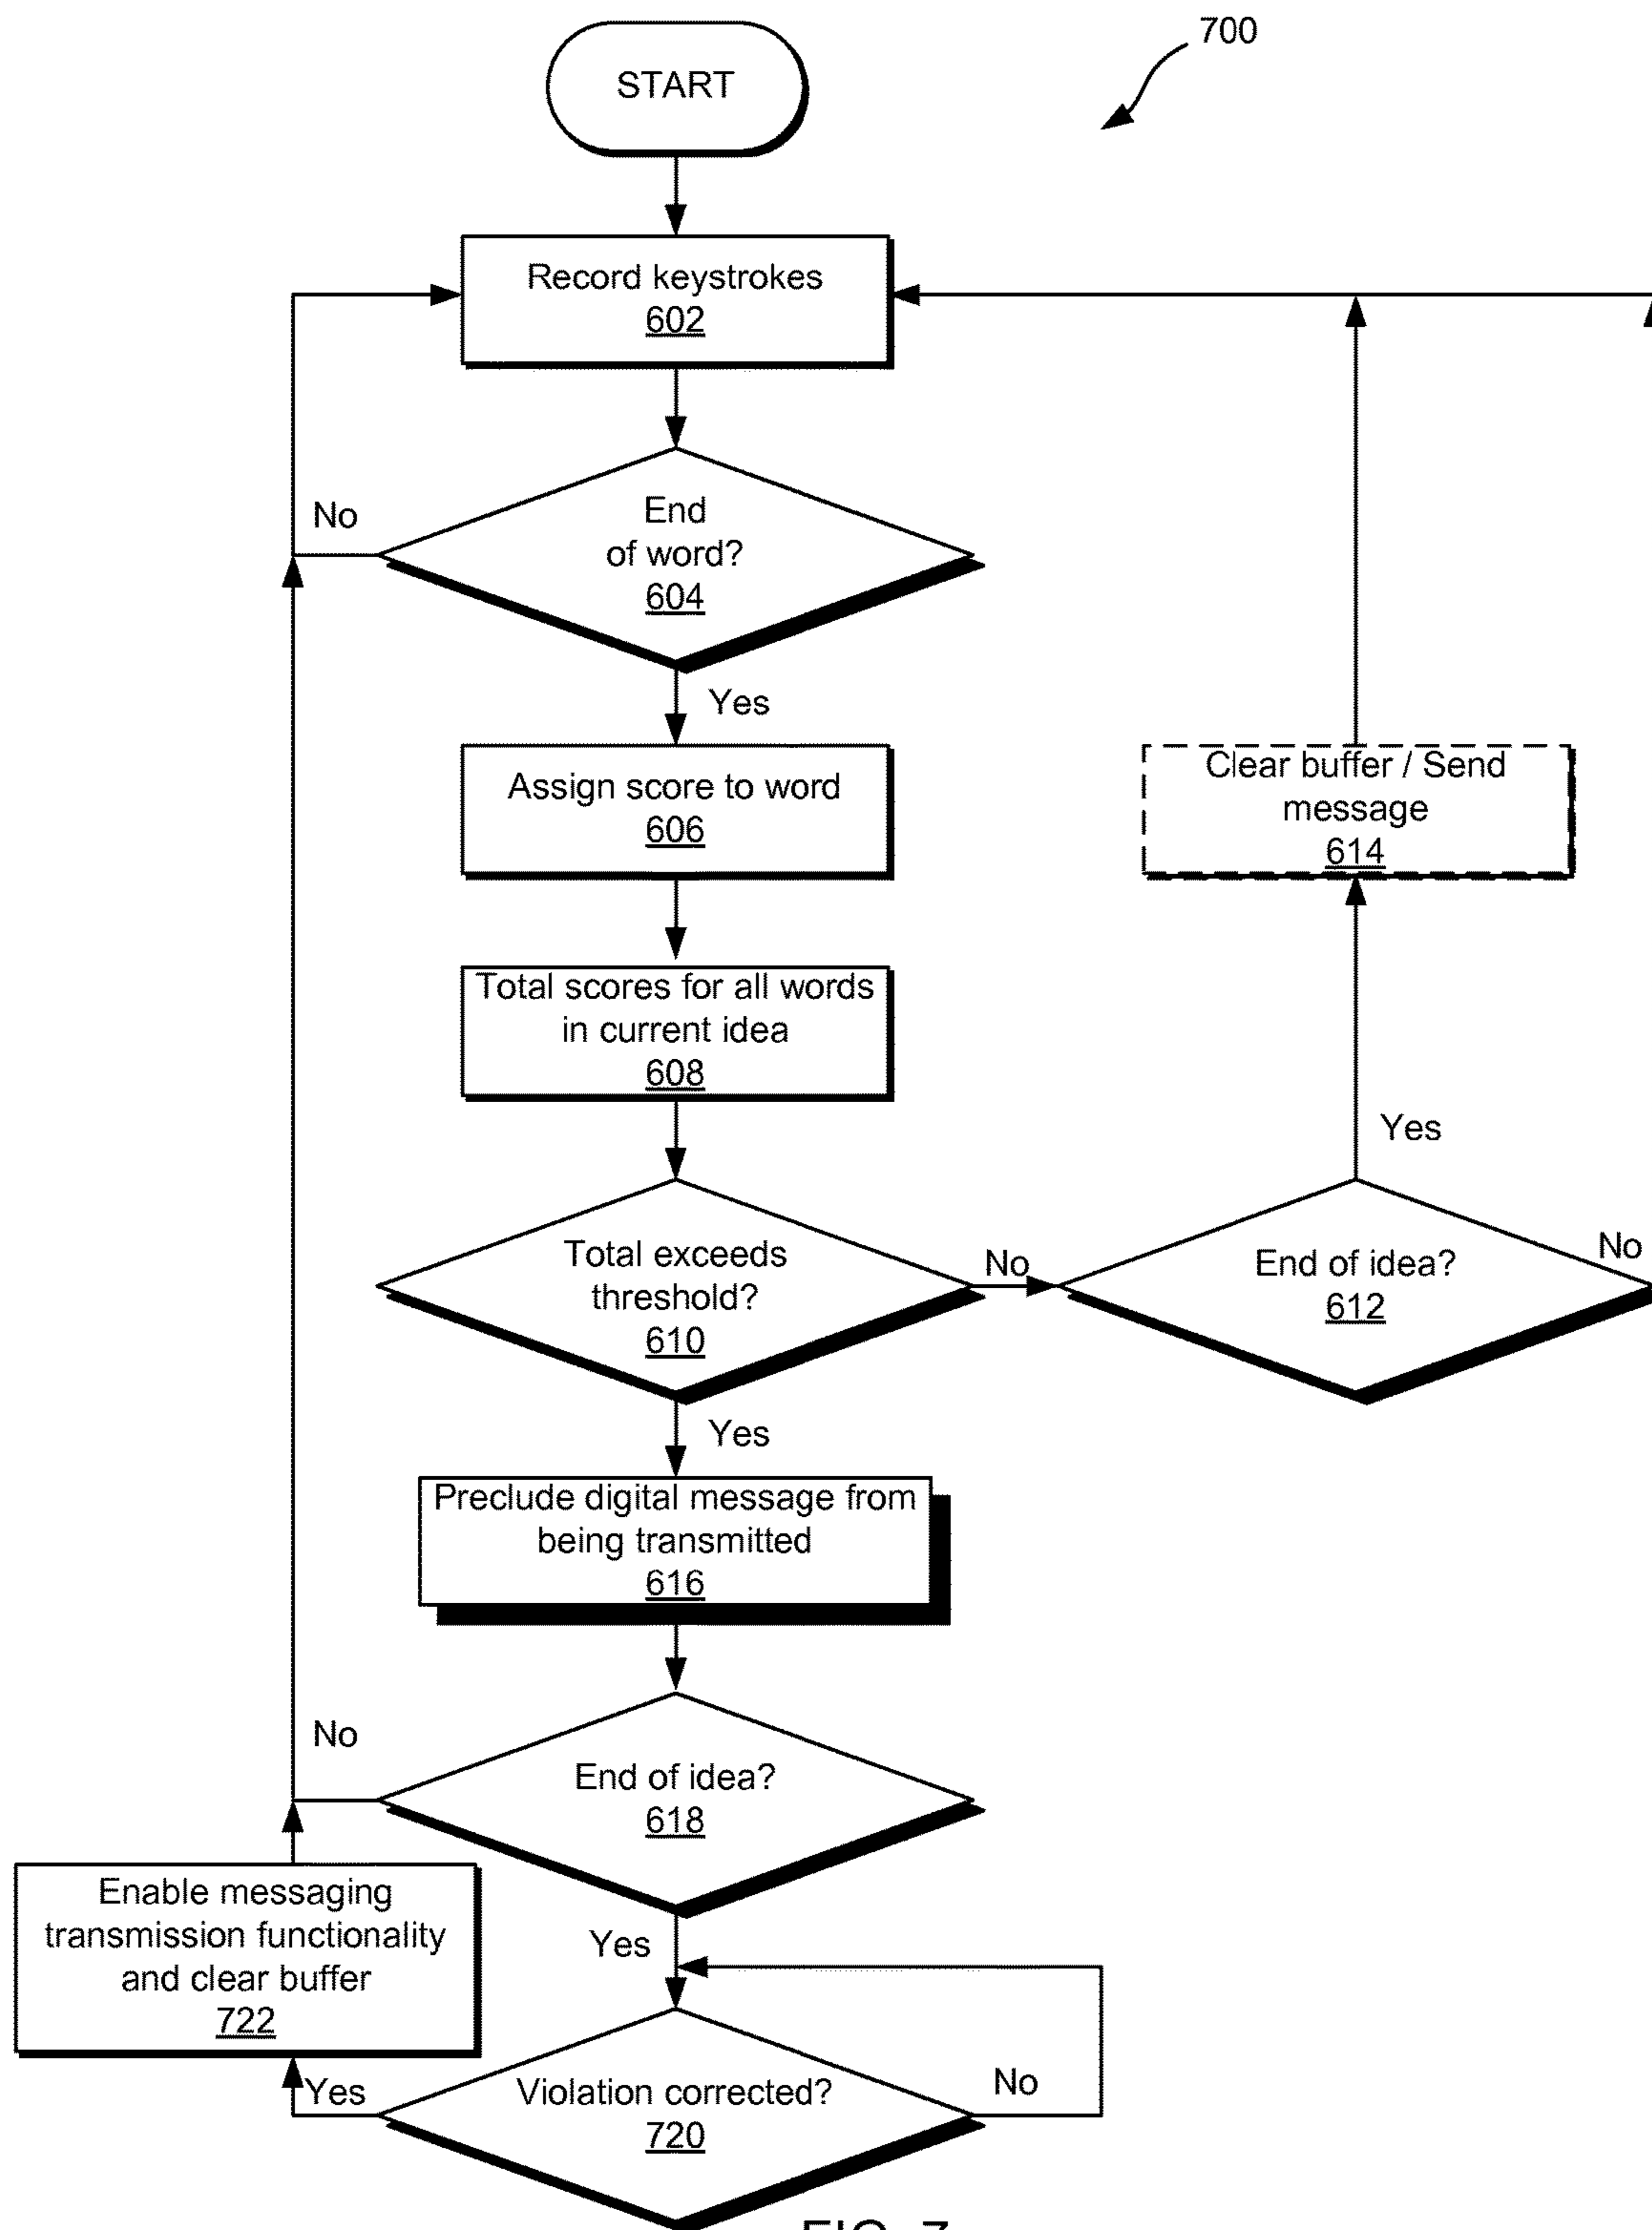 700
START
Record keystrokes
602
No
End
of word?
604
Yes
Assign score to word
606
Clear buffer / Send
message
614
Total scores for all words
in current idea
608
Yes
Total exceeds
threshold?
610
No
End of idea?
612
No
Yes
Preclude digital message from
being transmitted
616
No
End of idea?
618
Enable messaging
transmission functionality
and clear buffer
722
Yes
Yes
Violation corrected?
720
No
FIG. 7